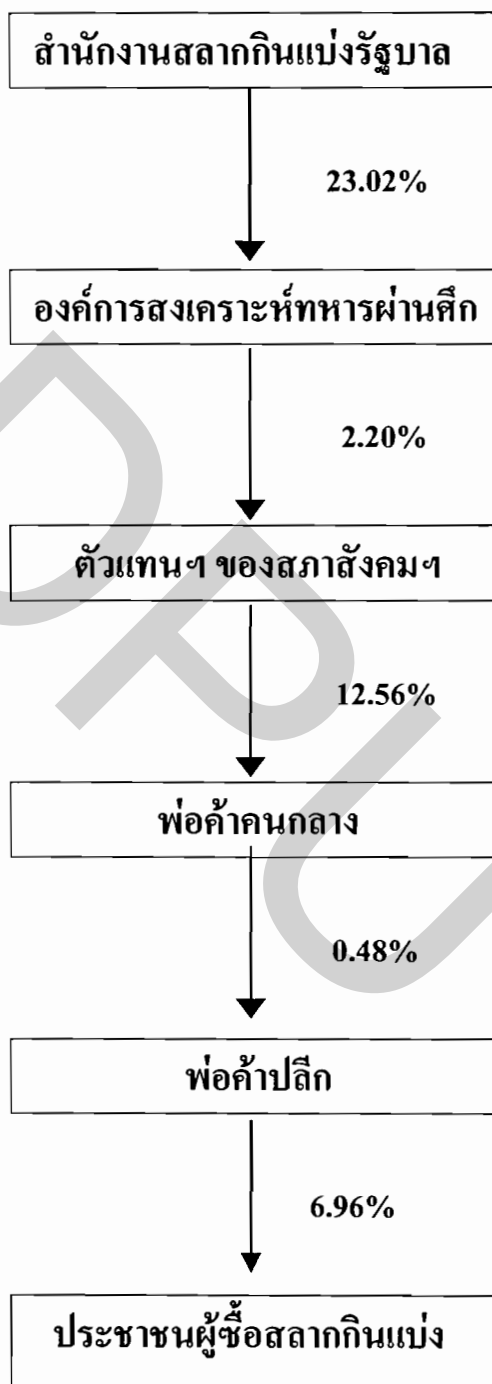 สำนักงานสลากกินแบ่งรัฐบาล
23.02%
องค์การสงเคราะห์ทหารผ่านศึก
2.20%
ตัวแทนฯ ของสภาสังคมฯ
12.56%
พ่อค้าคนกลาง
0.48%
พ่อค้าปลีก
6.96%
ประชาชนผู้ซื้อสลากกินแบ่ง
DPU